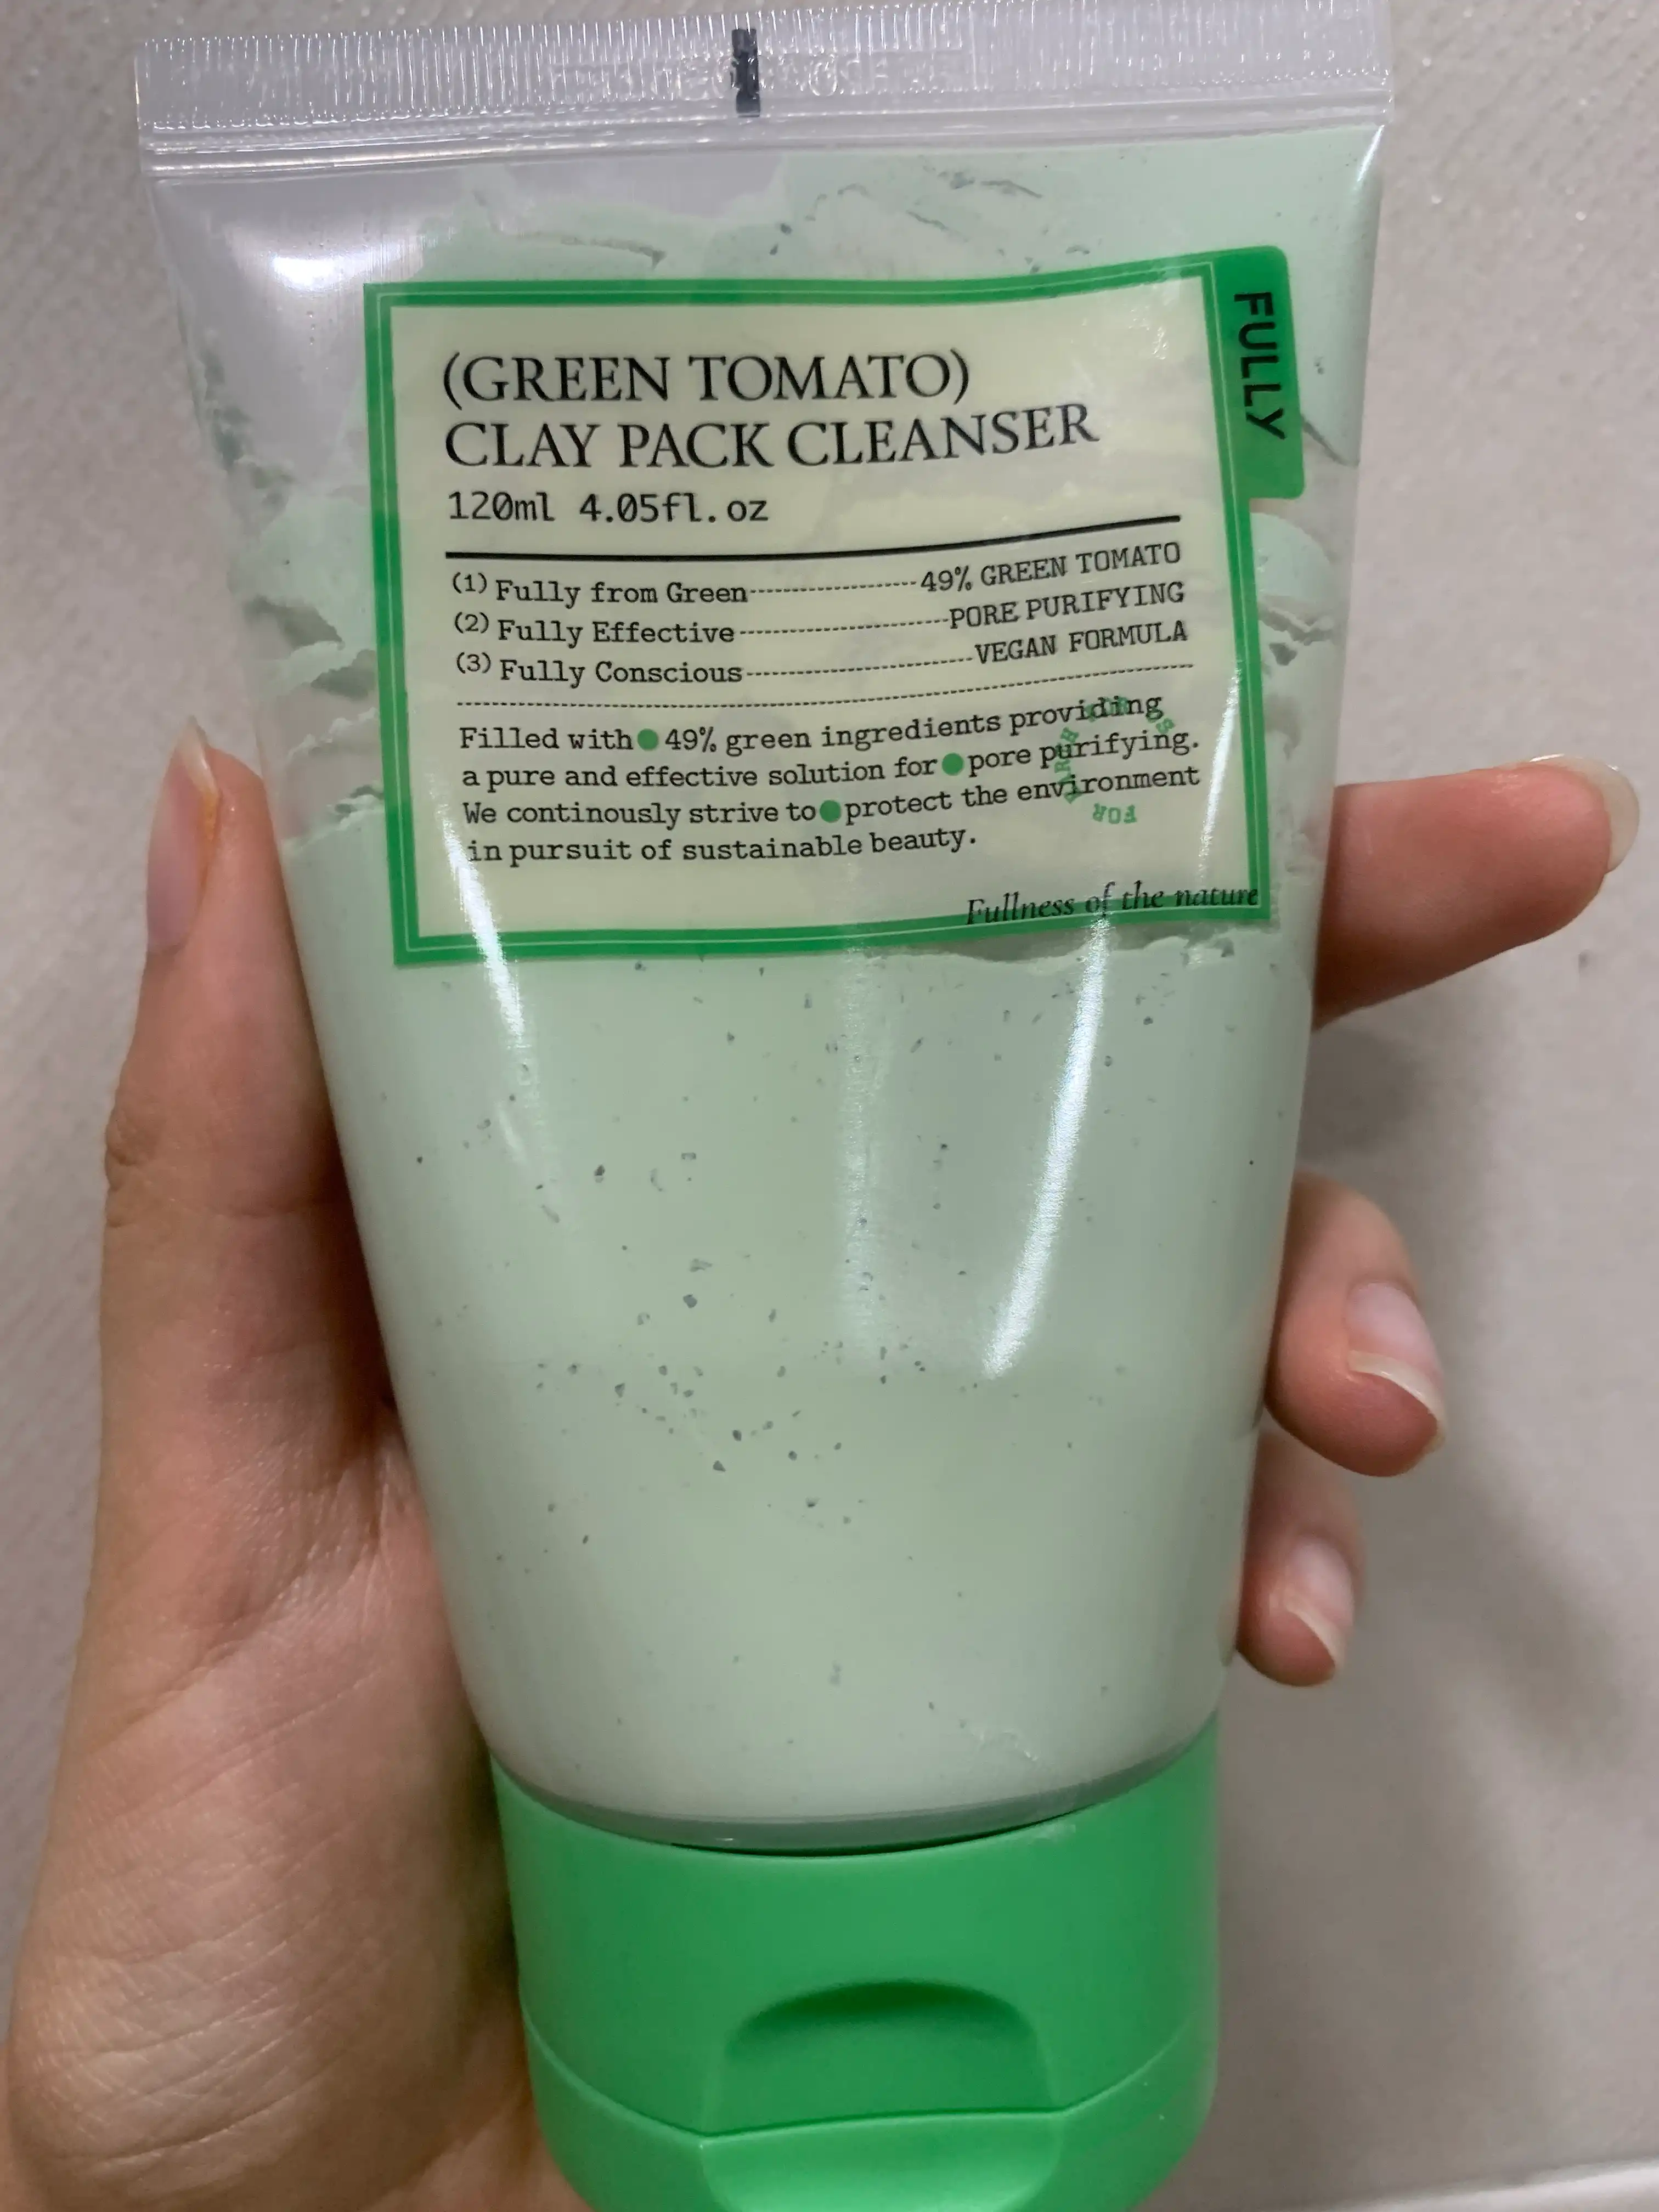 (GREEN TOMATO)
CLAY PACK CLEANSER
120ml 4.05fl.oz
(1) Fully from Green 49% GREEN TOMATO
(2) Fully Effective PORE PURIFYING
(3) Fully Conscious VEGAN FORMULA
Filled with 49% green ingredients providing
a pure and effective solution for pore purifying.
We continously strive to protect the environment
in pursuit of sustainable beauty.
Fullness of the nature
FULLY
FOR